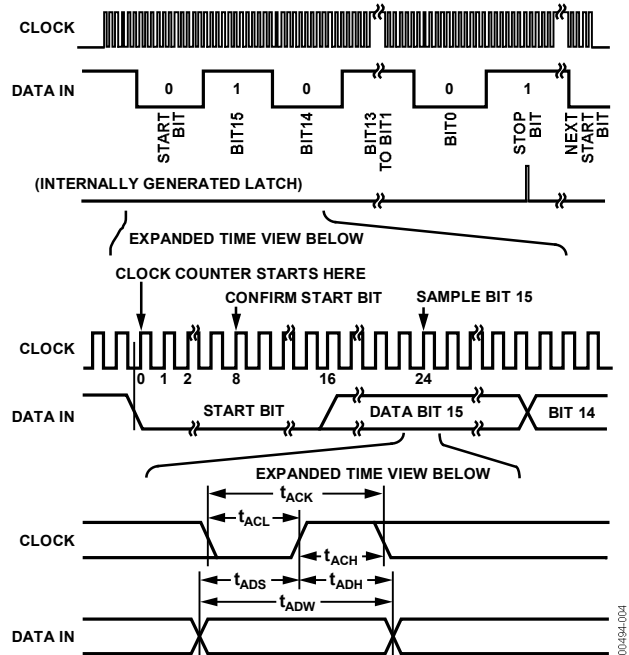 CLOCK
DATA IN
0 1 0 0 1
START BIT
BIT15
BIT14
BIT13 TO BIT1
BIT0
STOP BIT
NEXT START BIT
(INTERNALLY GENERATED LATCH)
EXPANDED TIME VIEW BELOW
CLOCK COUNTER STARTS HERE
CONFIRM START BIT
SAMPLE BIT 15
CLOCK
0 1 2 8 16 24
DATA IN
START BIT
DATA BIT 15
BIT 14
EXPANDED TIME VIEW BELOW
tACK
tACL
CLOCK
tACH
tADS
tADH
tADW
DATA IN
00494-004